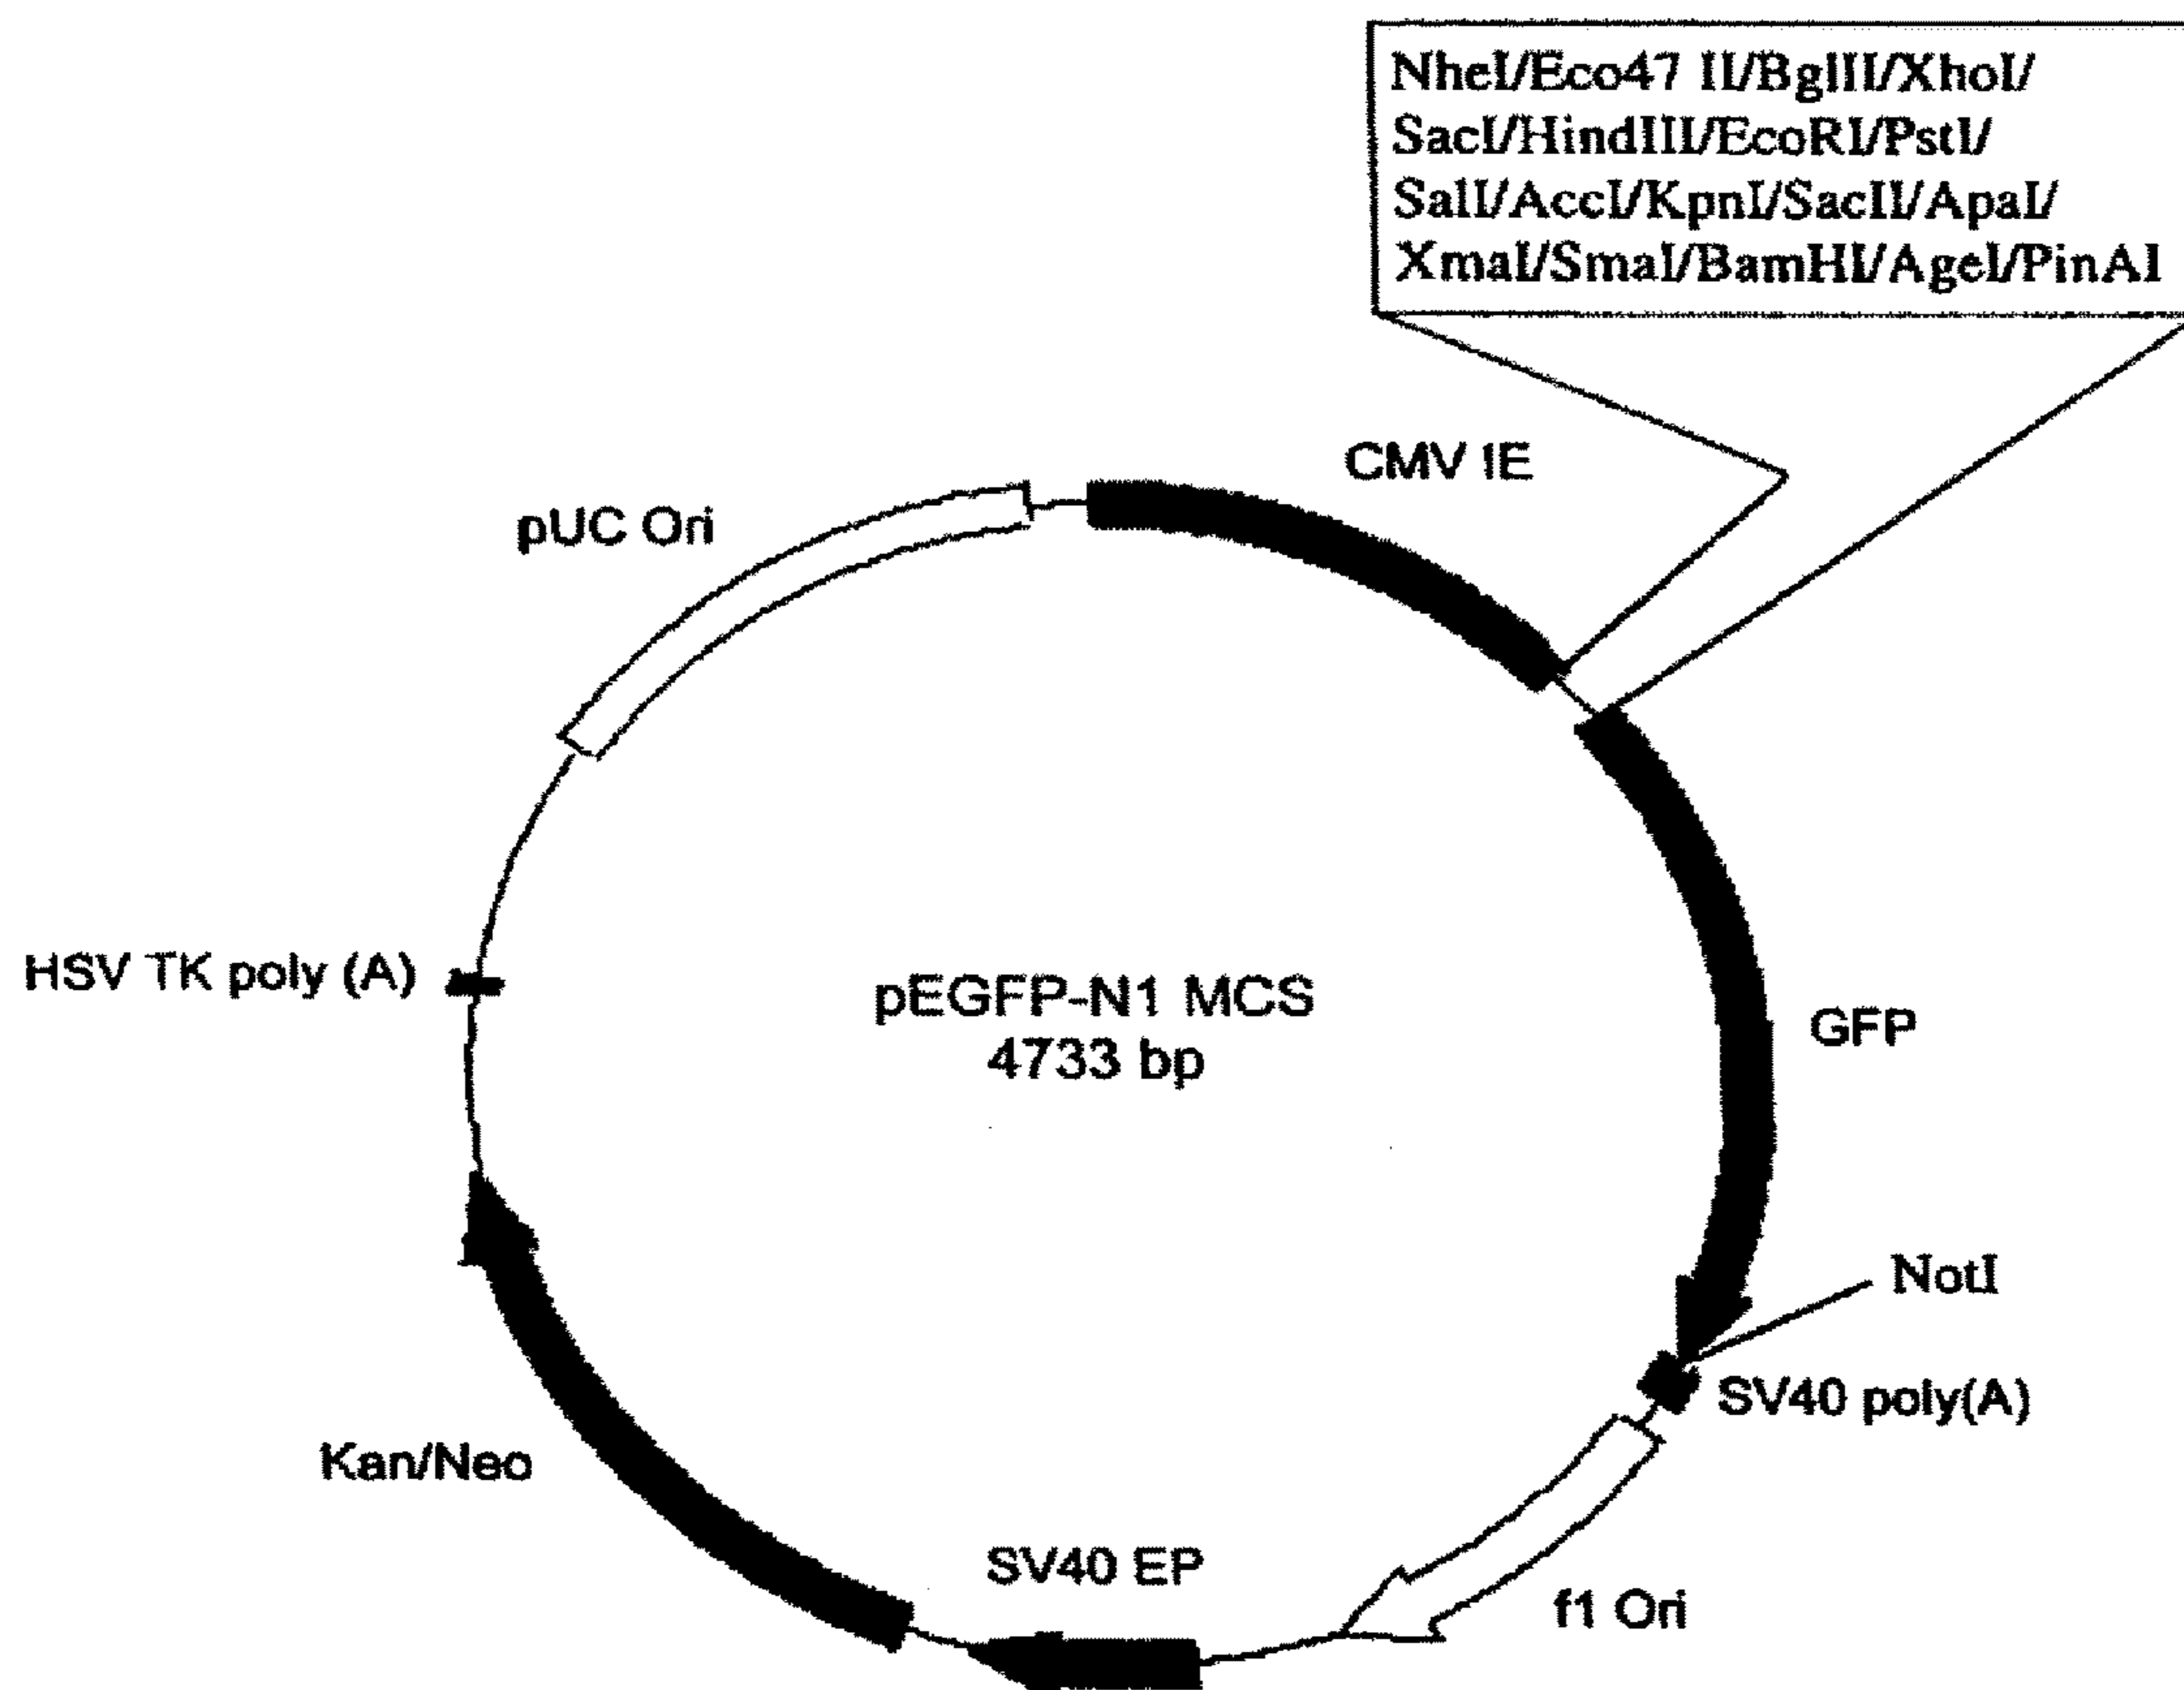 NheI/Eco47 II/BglII/XhoI/
SacI/HindIII/EcoRI/PstI/
SalI/AccI/KpnI/SacII/ApaI/
XmaI/SmaI/BamHI/AgeI/PinAI
CMV IE
pUC Ori
HSV TK poly (A)
pEGFP-N1 MCS
4733 bp
GFP
NotI
SV40 poly(A)
Kan/Neo
SV40 EP
f1 Ori